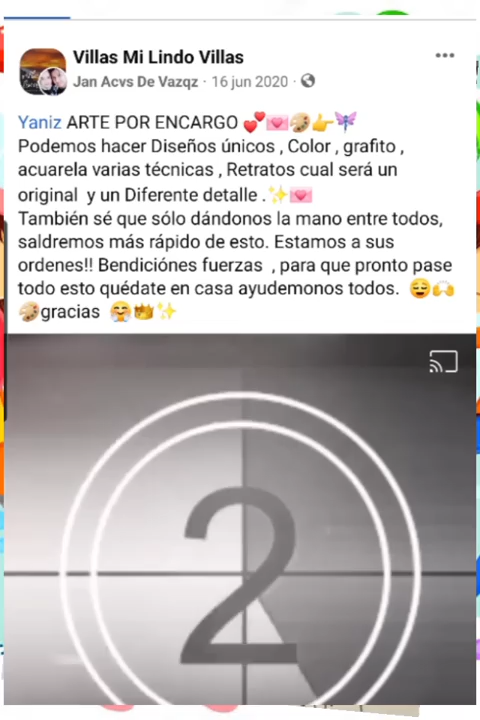 Villas Mi Lindo Villas
Jan Acvs De Vazqz · 16 jun 2020 ·
Yaniz ARTE POR ENCARGO 💕💌🎨👉🧚
Podemos hacer Diseños únicos , Color , grafito ,
acuarela varias técnicas , Retratos cual será un
original y un Diferente detalle .✨💌
También sé que sólo dándonos la mano entre todos,
saldremos más rápido de esto. Estamos a sus
ordenes!! Bendiciónes fuerzas , para que pronto pase
todo esto quédate en casa ayudemonos todos. 😌🙌
🎨gracias 🤗👑✨
2